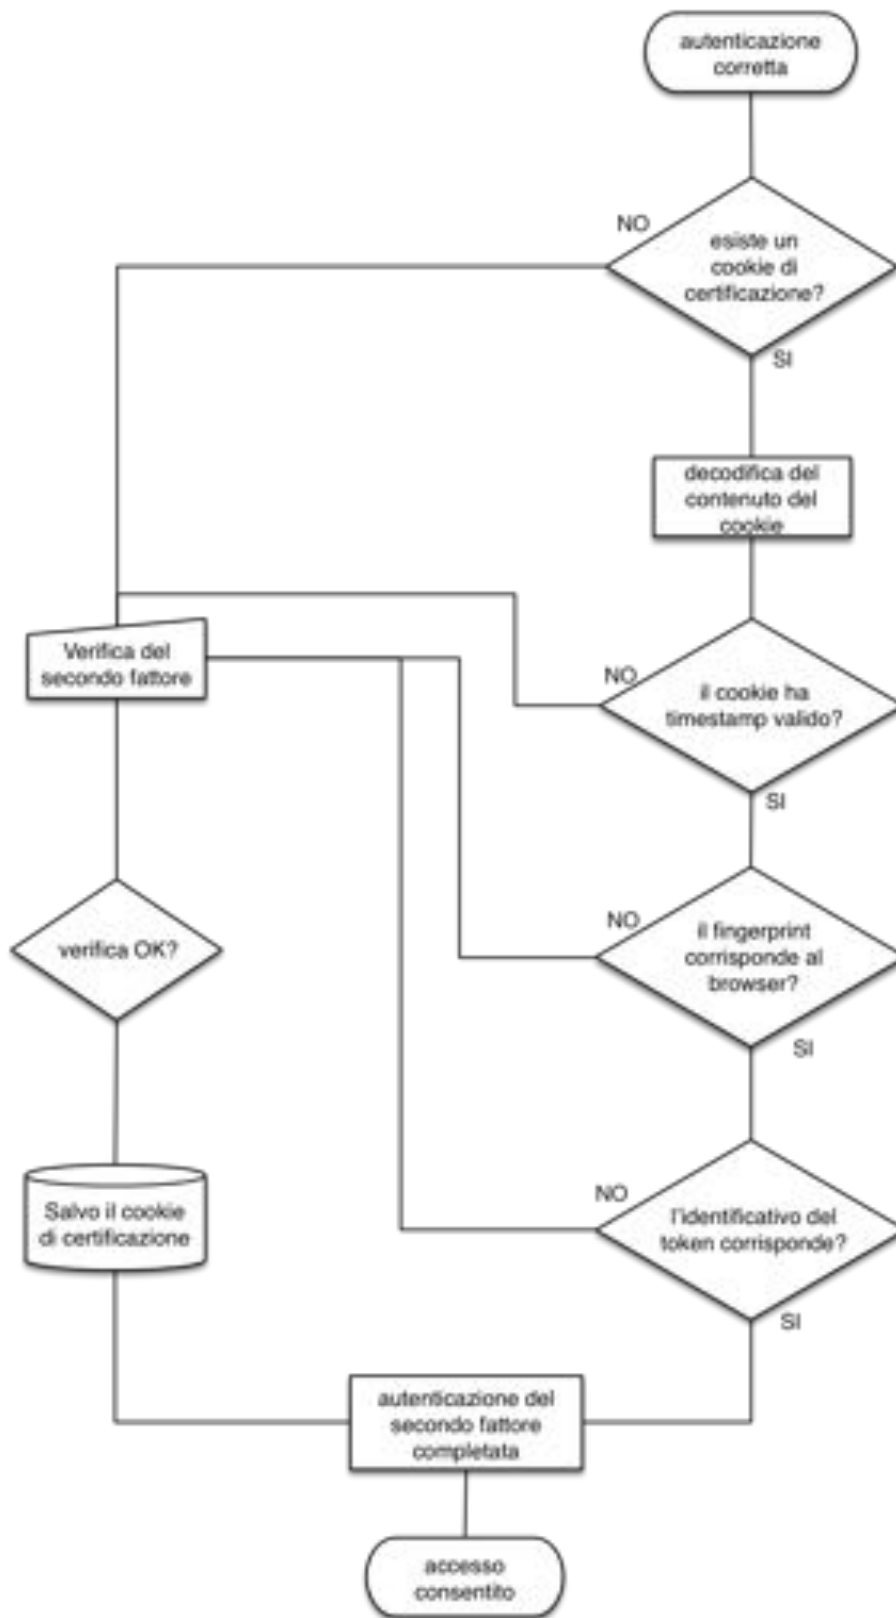 autenticazione
corretta
NO
esiste un
cookie di
certificazione?
SI
decodifica del
contenuto del
cookie
Verifica del
secondo fattore
NO
il cookie ha
timestamp valido?
SI
NO
il fingerprint
corrisponde al
browser?
verifica OK?
SI
NO
l'identificativo del
token corrisponde?
Salvo il cookie
di certificazione
SI
autenticazione del
secondo fattore
completata
accesso
consentito